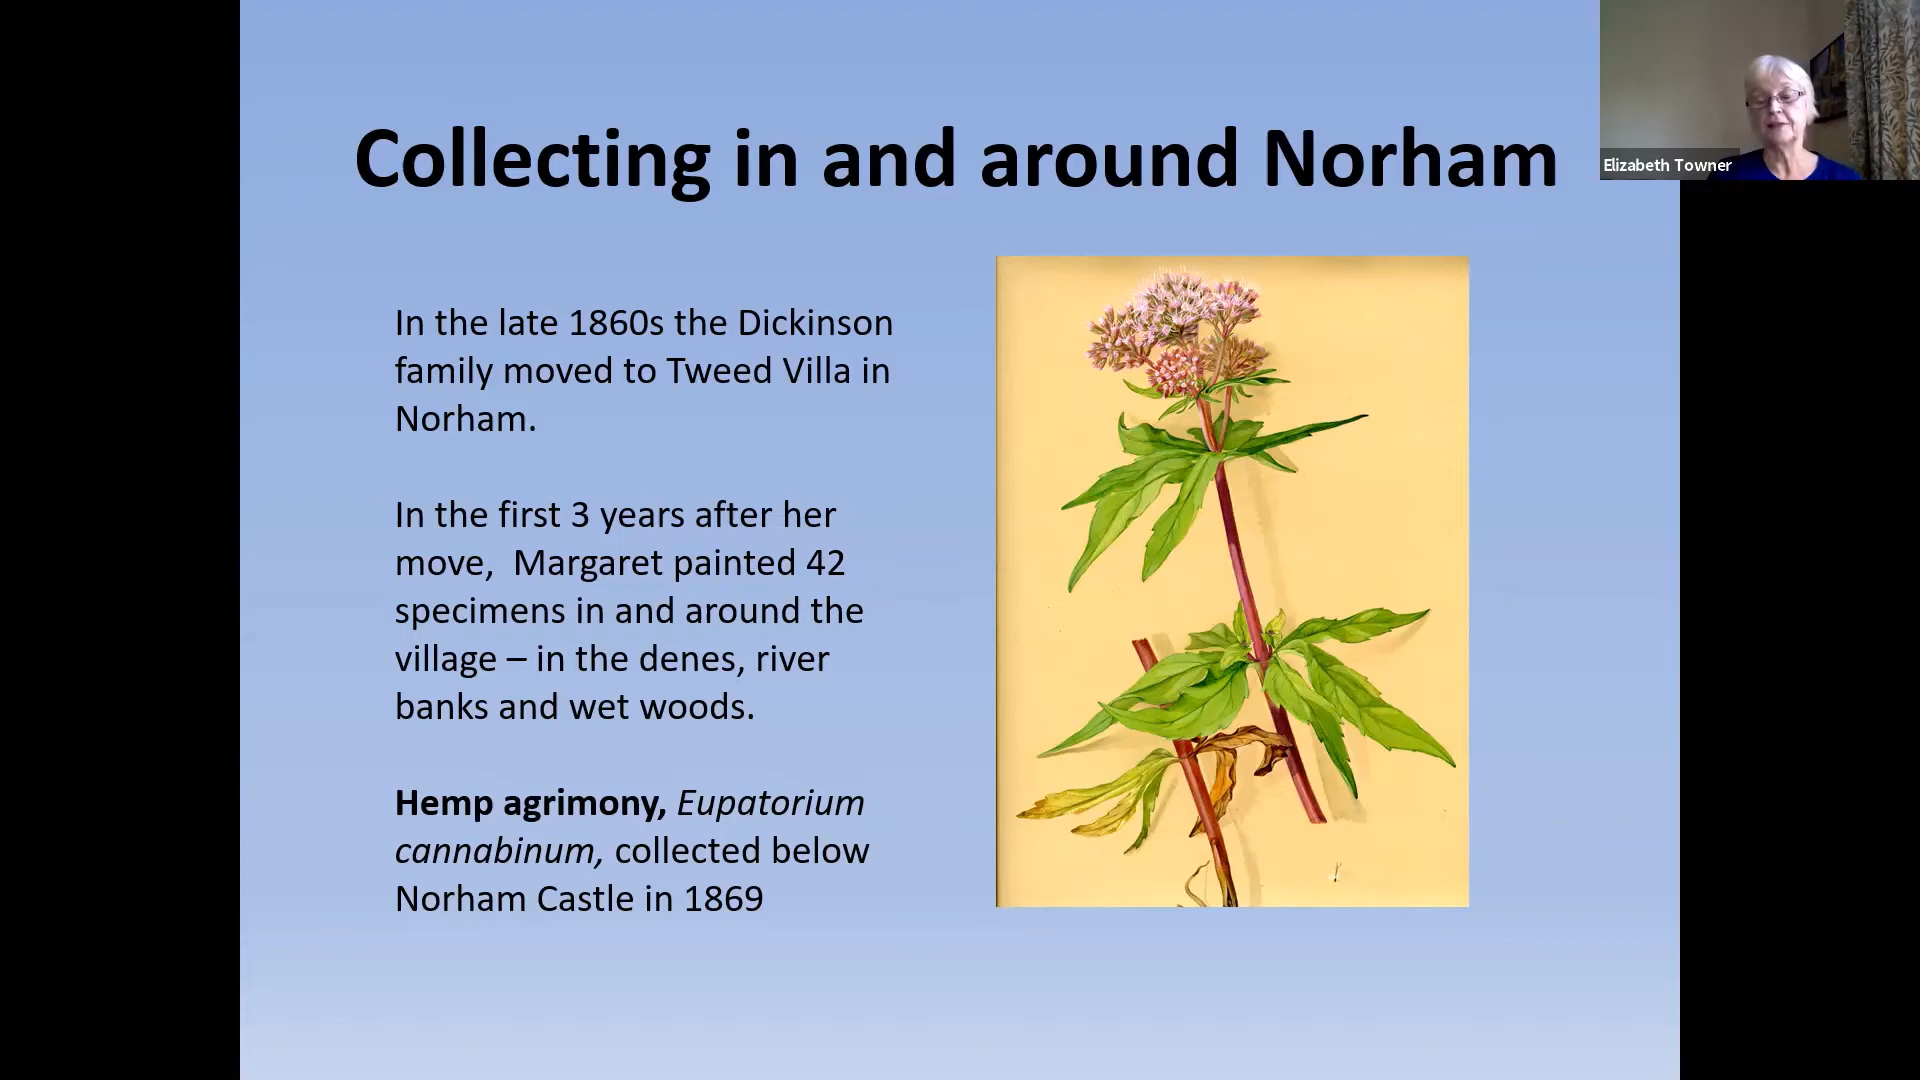 Collecting in and around Norham
Elizabeth Towner
In the late 1860s the Dickinson
family moved to Tweed Villa in
Norham.
In the first 3 years after her
move, Margaret painted 42
specimens in and around the
village – in the denes, river
banks and wet woods.
Hemp agrimony, Eupatorium
cannabinum, collected below
Norham Castle in 1869